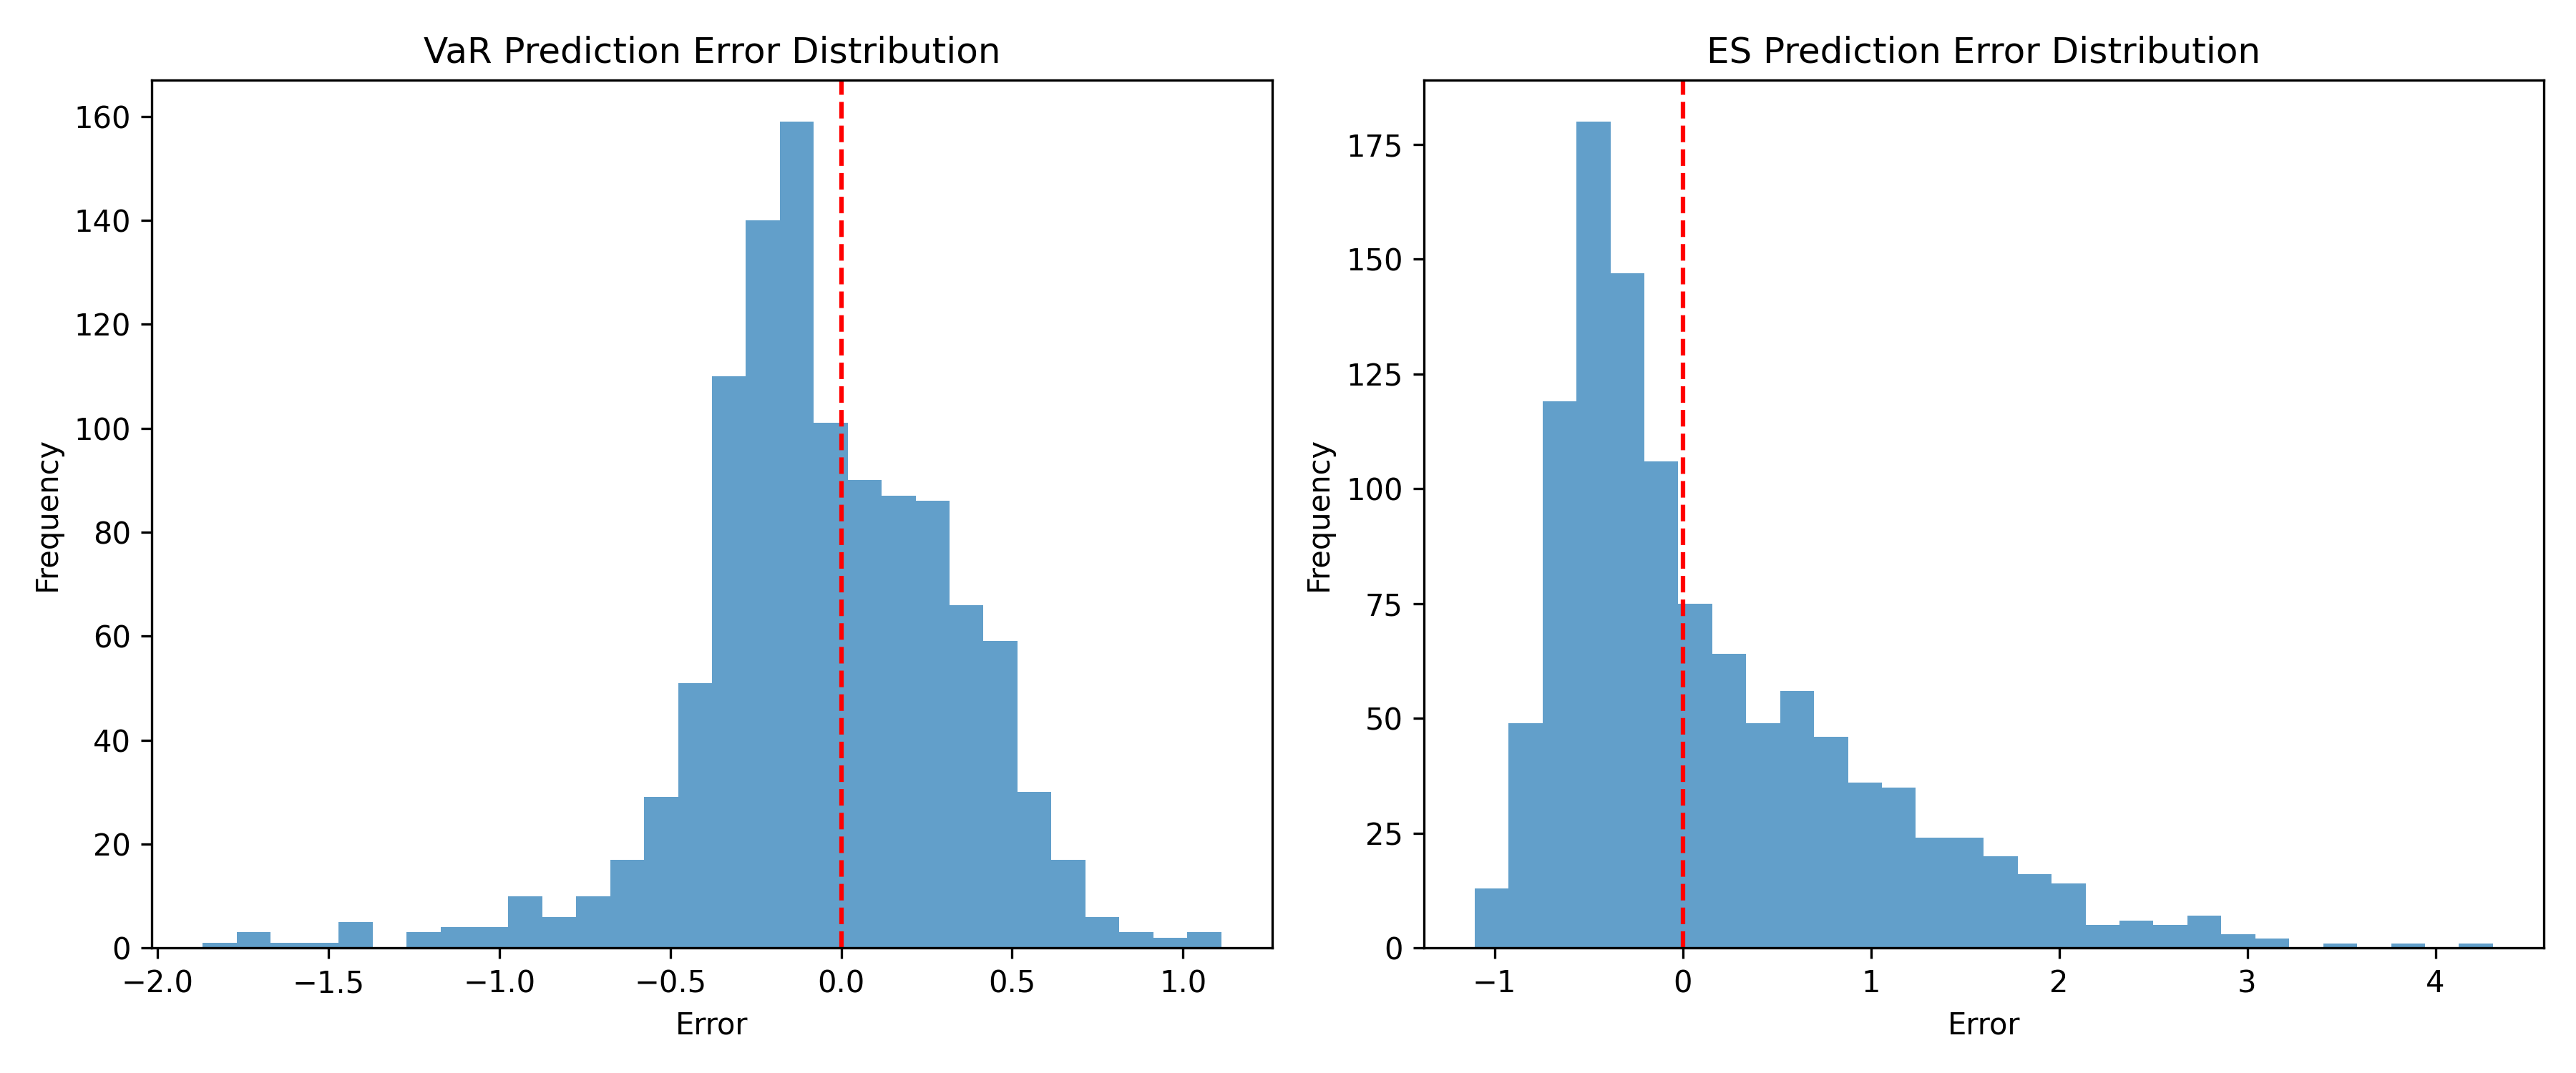 VaR Prediction Error Distribution
Frequency
160
140
120
100
80
60
40
20
0
−2.0 −1.5 −1.0 −0.5 0.0 0.5 1.0
Error
ES Prediction Error Distribution
Frequency
175
150
125
100
75
50
25
0
−1 0 1 2 3 4
Error